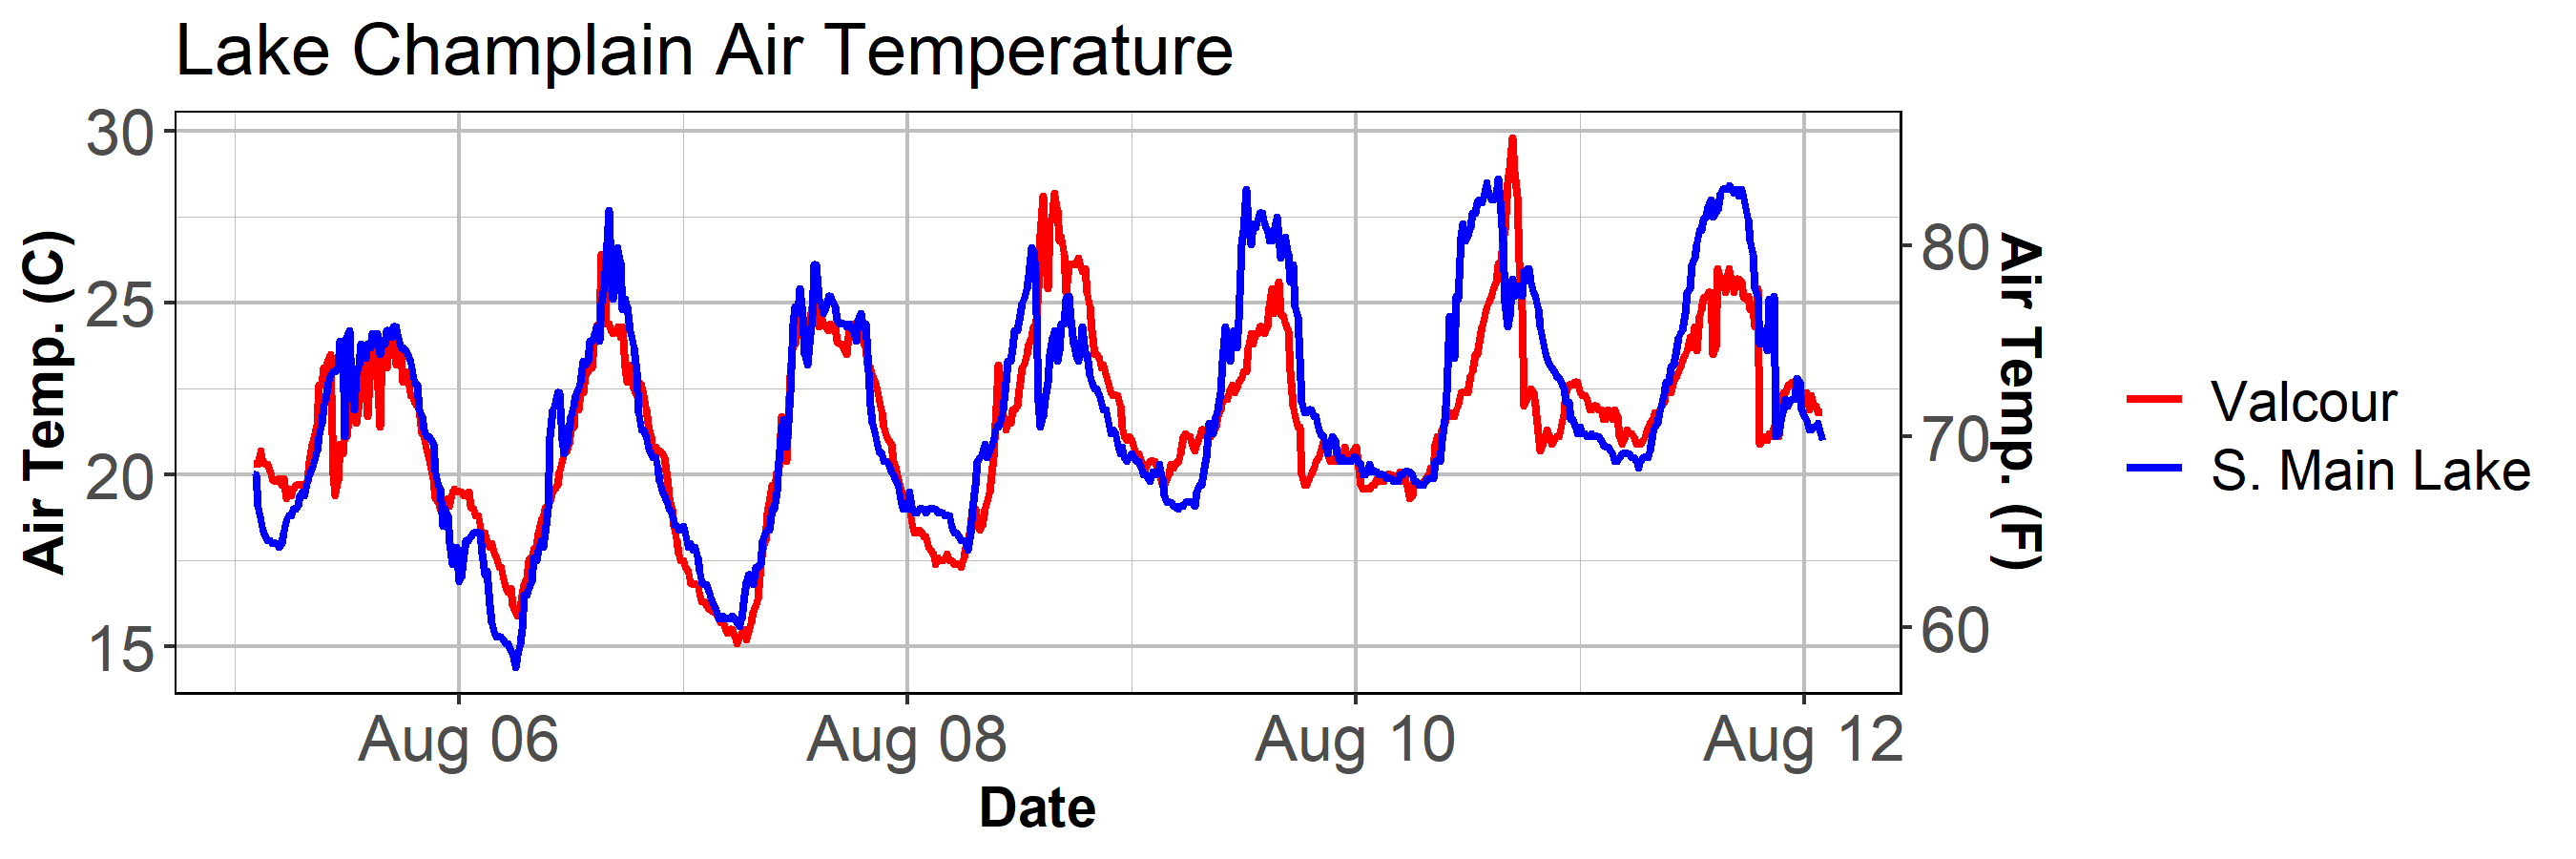 Lake Champlain Air Temperature
30
25
20
15
Air Temp. (C)
80
70
60
Air Temp. (F)
Aug 06
Aug 08
Aug 10
Aug 12
Date
Valcour
S. Main Lake